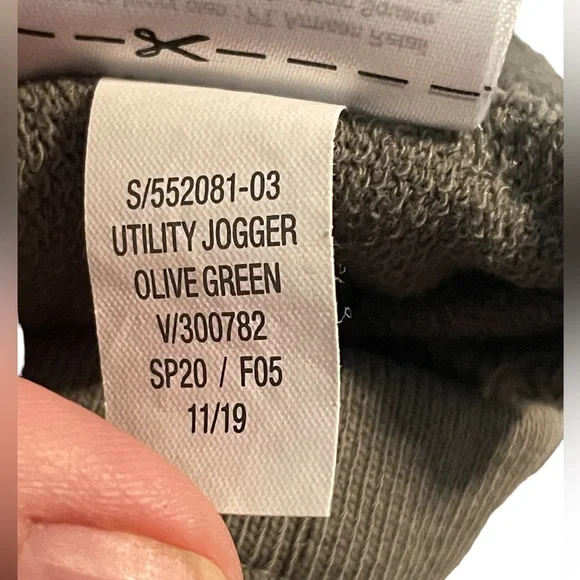 S/552081-03
UTILITY JOGGER
OLIVE GREEN
V/300782
SP20 / F05
11/19